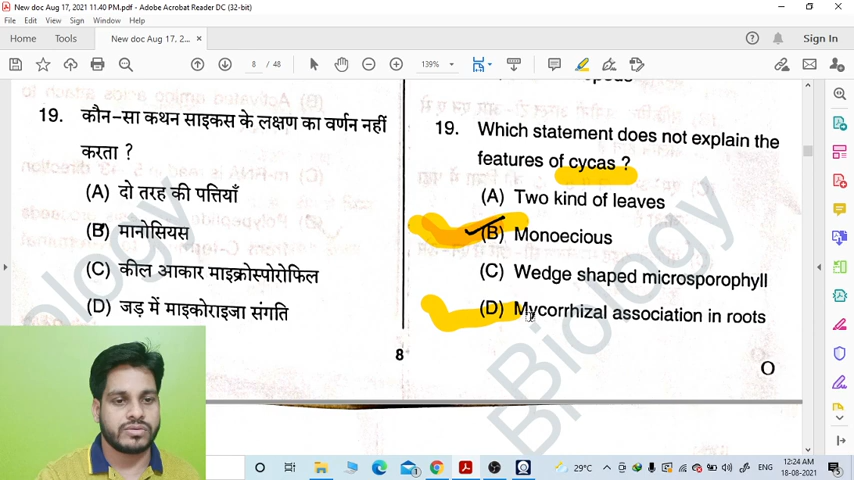 New doc Aug 17, 2021 11.40 PM.pdf - Adobe Acrobat Reader DC (32-bit)
File Edit View Sign Window Help
Home Tools New doc Aug 17, 2... × Sign In
8 / 48 139%
19. कौन-सा कथन साइकस के लक्षण का वर्णन नहीं
करता ?
(A) दो तरह की पत्तियाँ
(B) मानोसियस
(C) कील आकार माइक्रोस्पोरोफिल
(D) जड़ में माइकोराइजा संगति
19. Which statement does not explain the
features of cycas ?
(A) Two kind of leaves
(B) Monoecious
(C) Wedge shaped microsporophyll
(D) Mycorrhizal association in roots
8
O
Biology
Biology
29°C ENG 12:24 AM
18-08-2021